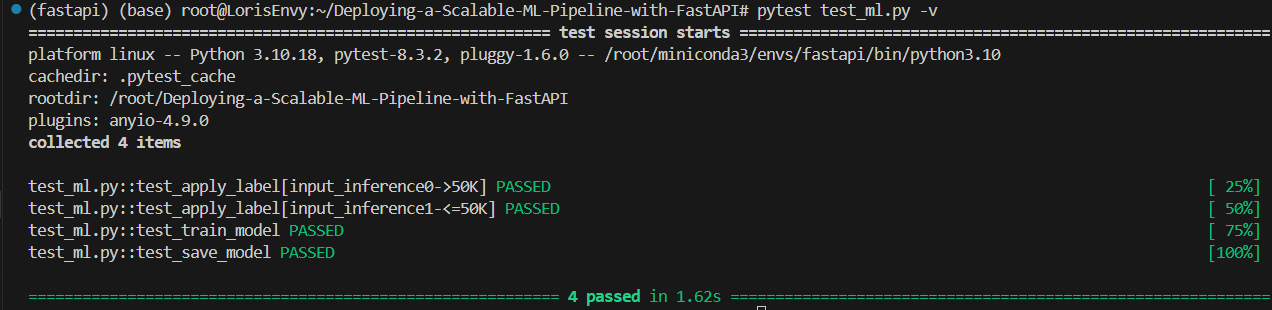 (fastapi) (base) root@LorisEnvy:~/Deploying-a-Scalable-ML-Pipeline-with-FastAPI# pytest test_ml.py -v
=========================================================== test session starts ============================================================
platform linux -- Python 3.10.18, pytest-8.3.2, pluggy-1.6.0 -- /root/miniconda3/envs/fastapi/bin/python3.10
cachedir: .pytest_cache
rootdir: /root/Deploying-a-Scalable-ML-Pipeline-with-FastAPI
plugins: anyio-4.9.0
collected 4 items
test_ml.py::test_apply_label[input_inference0->50K] PASSED [ 25%]
test_ml.py::test_apply_label[input_inference1-<=50K] PASSED [ 50%]
test_ml.py::test_train_model PASSED [ 75%]
test_ml.py::test_save_model PASSED [100%]
============================================================ 4 passed in 1.62s =============================================================